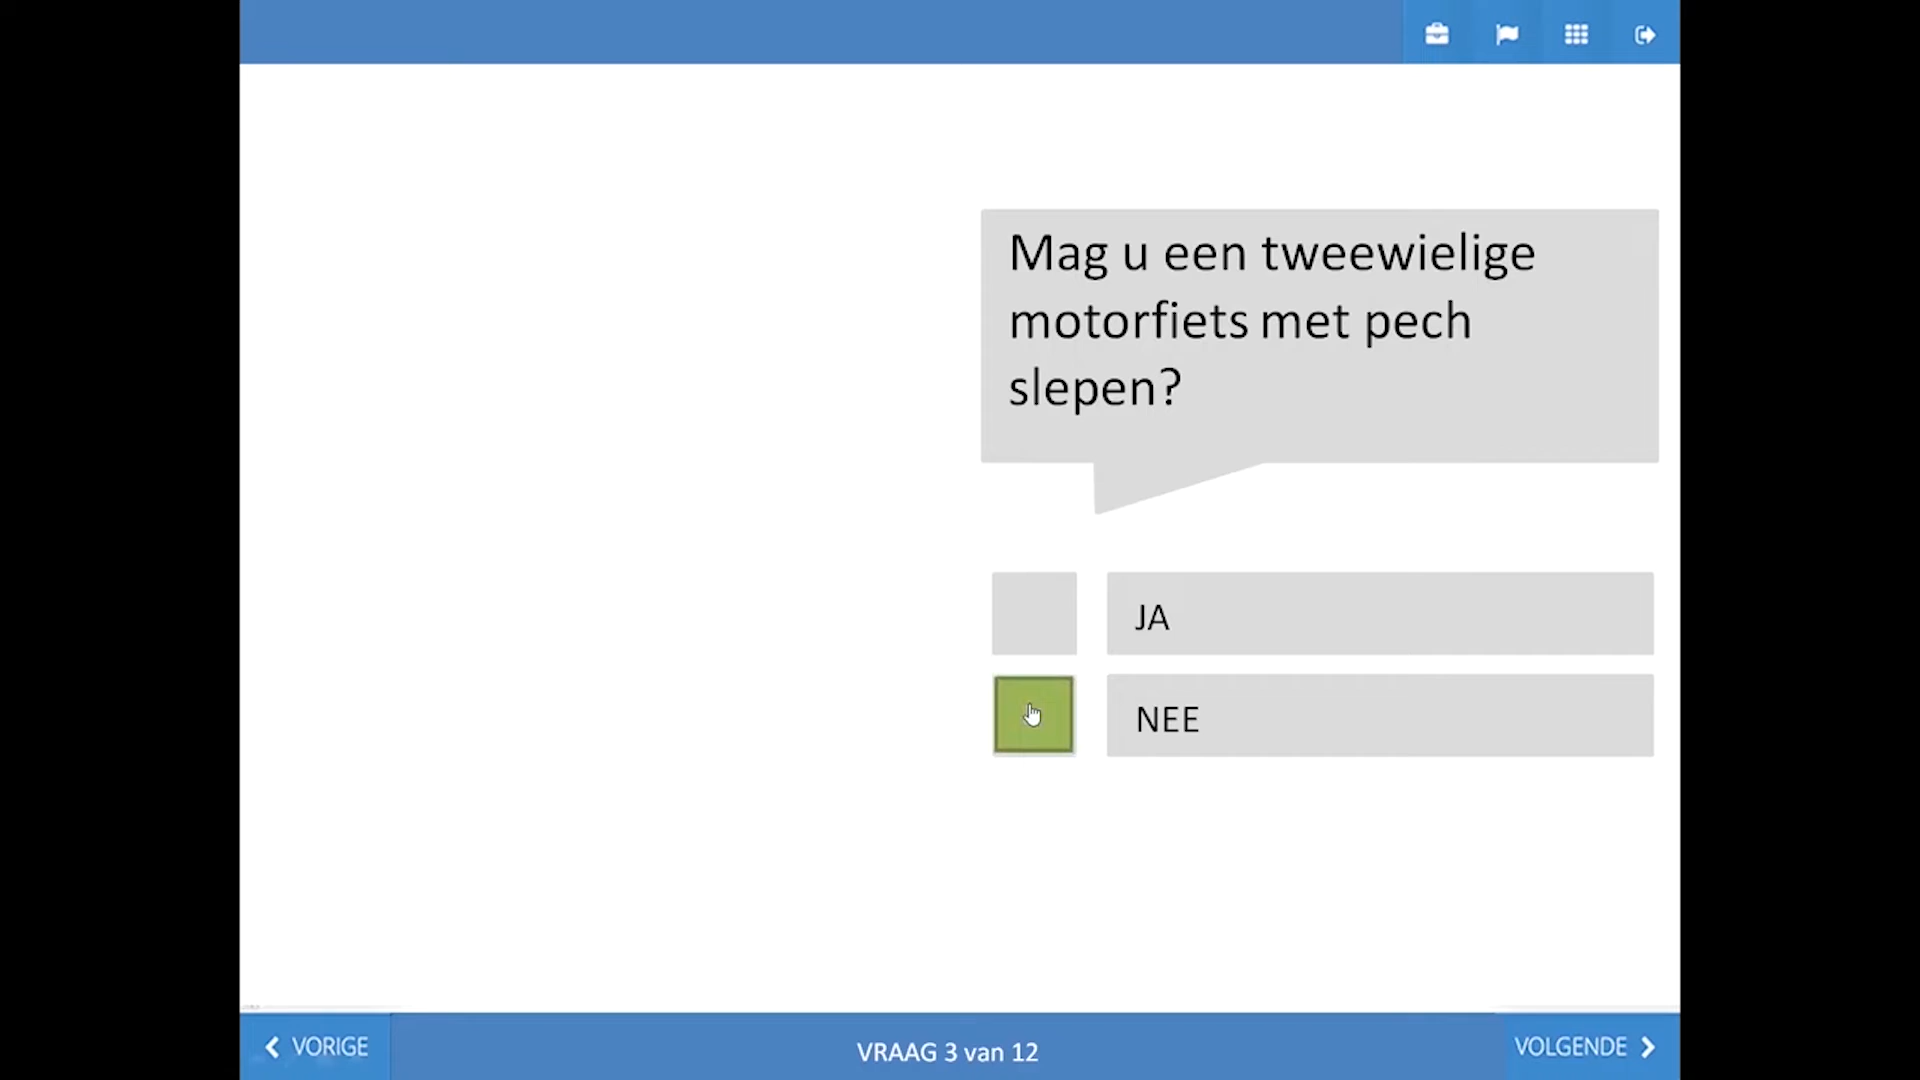 Mag u een tweewielige
motorfiets met pech
slepen?
JA
NEE
VORIGE
VRAAG 3 van 12
VOLGENDE